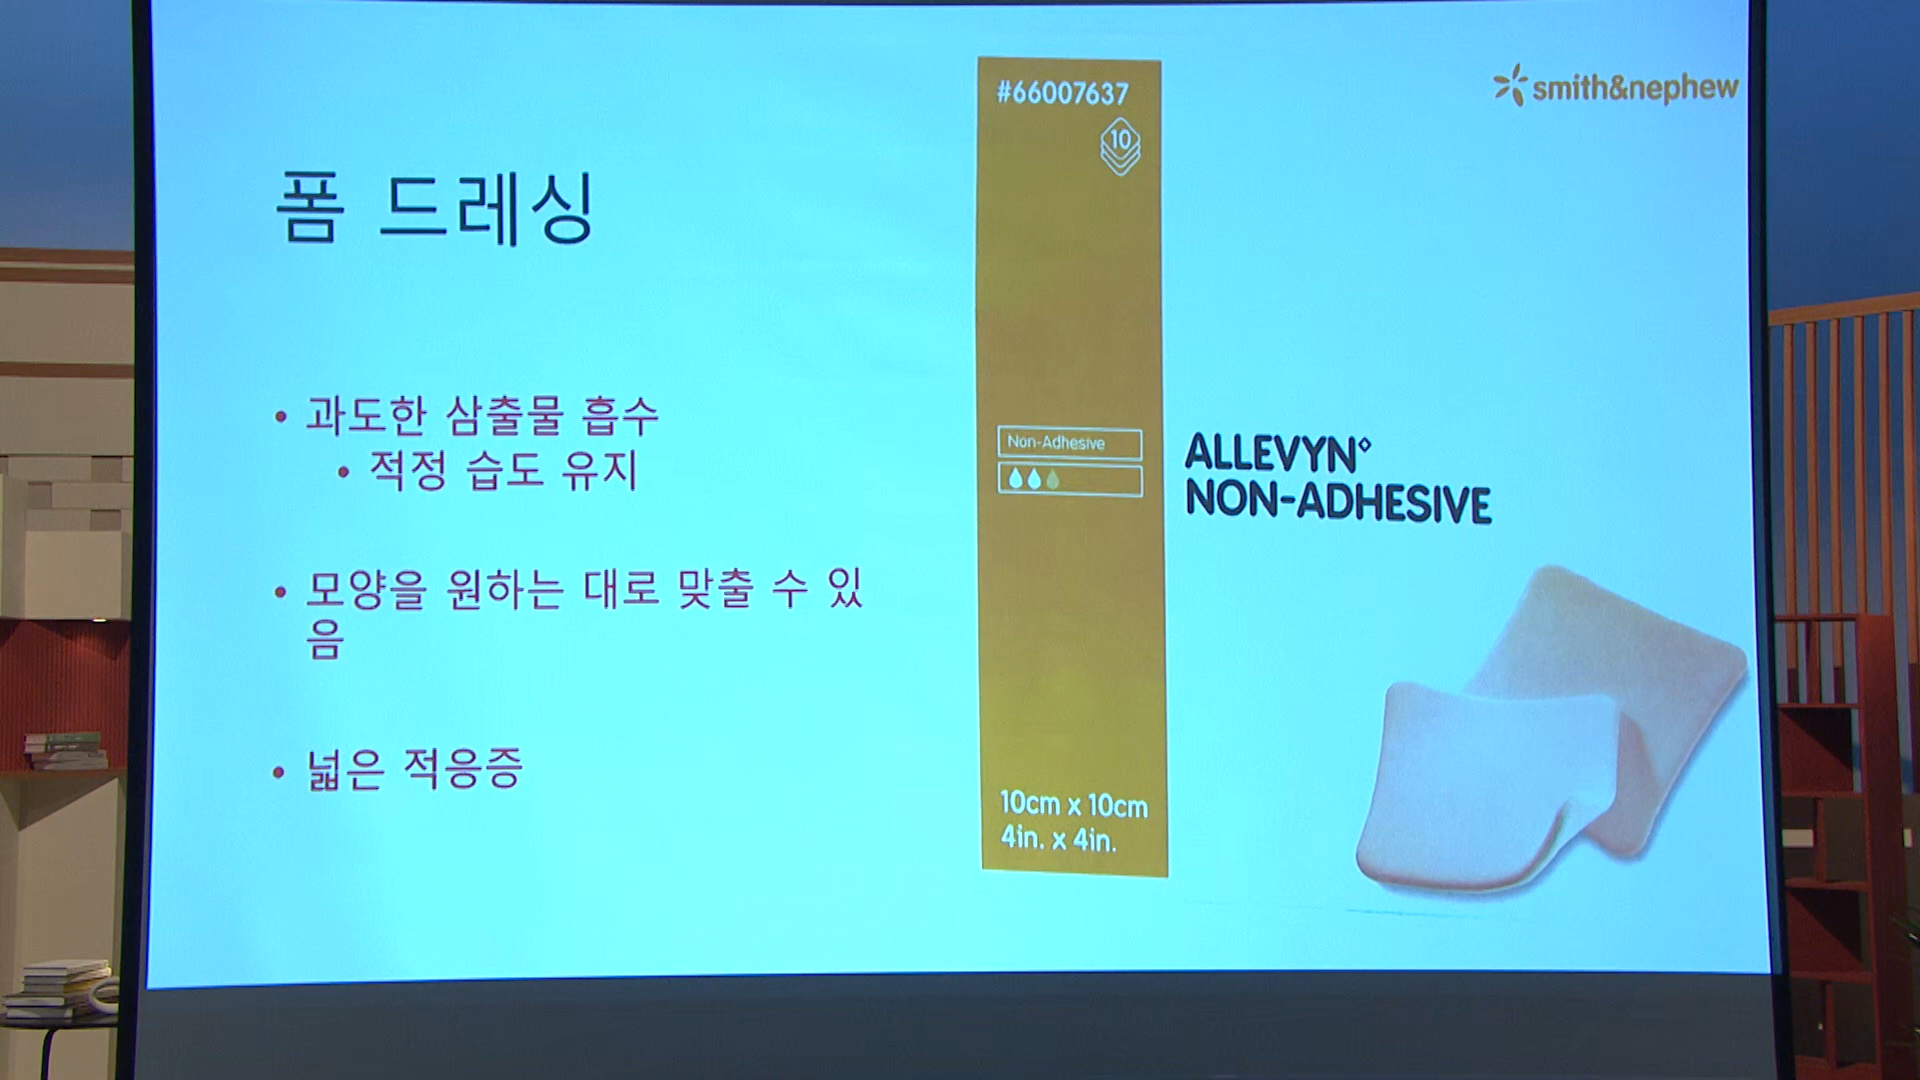 smith&nephew
폼 드레싱
• 과도한 삼출물 흡수
• 적정 습도 유지
• 모양을 원하는 대로 맞출 수 있
음
• 넓은 적응증
#66007637
10
Non-Adhesive
ALLEVYN◊
NON-ADHESIVE
10cm x 10cm
4in. x 4in.